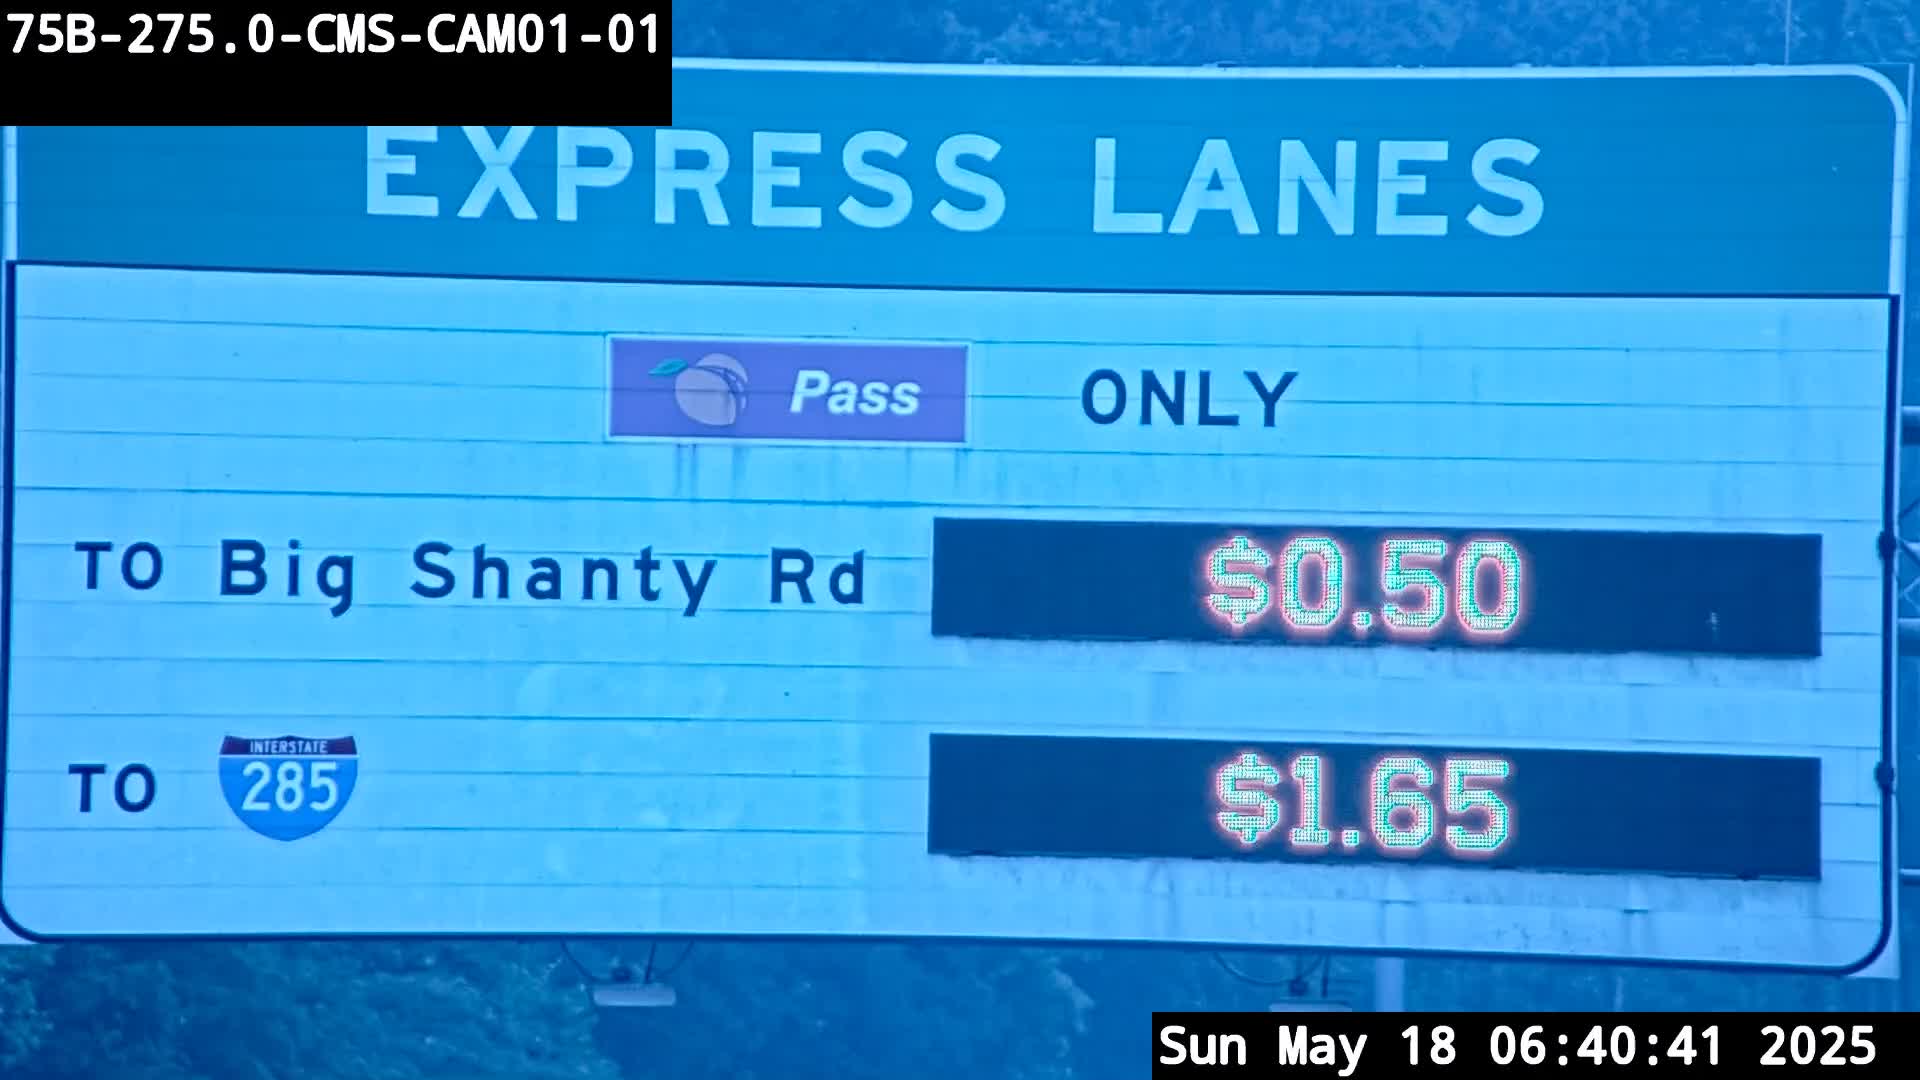 75B-275.0-CMS-CAM01-01
EXPRESS LANES
Pass ONLY
TO Big Shanty Rd $0.50
TO INTERSTATE 285 $1.65
Sun May 18 06:40:41 2025